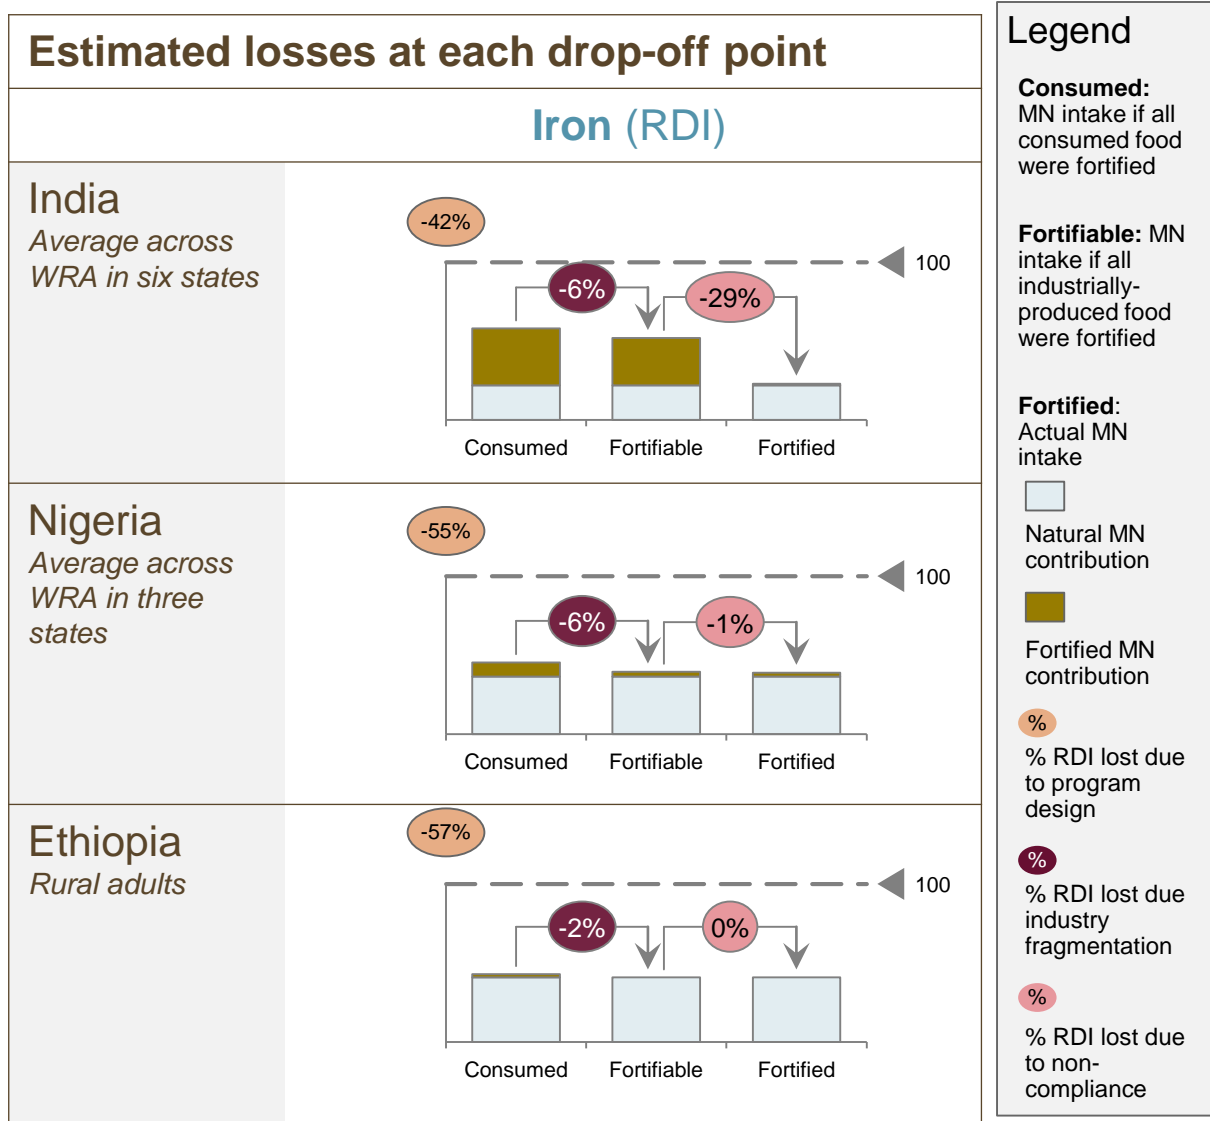 Estimated losses at each drop-off point
Iron (RDI)
India
Average across
WRA in six states
-42%
100
-6%
-29%
Consumed
Fortifiable
Fortified
Nigeria
Average across
WRA in three
states
-55%
100
-6%
-1%
Consumed
Fortifiable
Fortified
Ethiopia
Rural adults
-57%
100
-2%
0%
Consumed
Fortifiable
Fortified
Legend
Consumed:
MN intake if all
consumed food
were fortified
Fortifiable: MN
intake if all
industrially-
produced food
were fortified
Fortified:
Actual MN
intake
Natural MN
contribution
Fortified MN
contribution
%
% RDI lost due
to program
design
%
% RDI lost due
industry
fragmentation
%
% RDI lost due
to non-
compliance